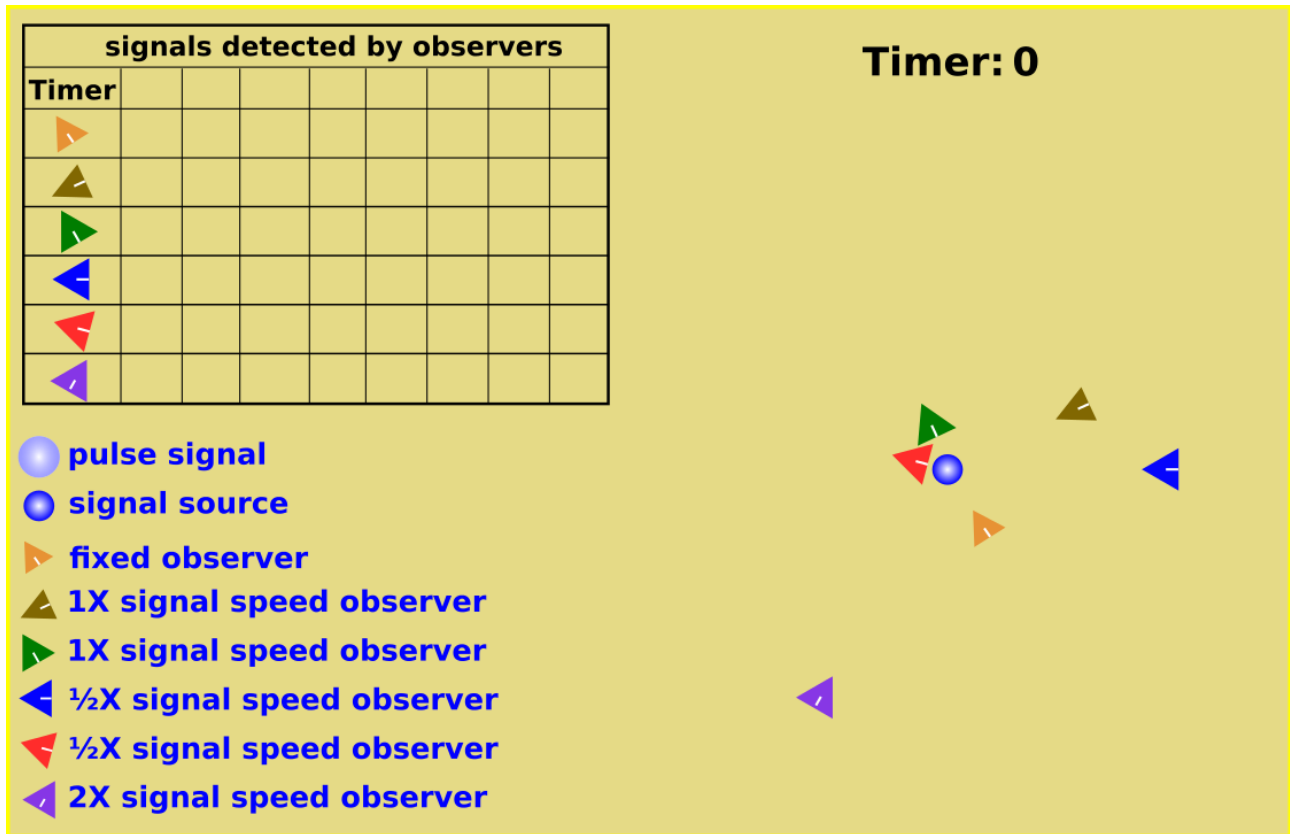 signals detected by observers
Timer: 0
Timer
pulse signal
signal source
fixed observer
1X signal speed observer
1X signal speed observer
½X signal speed observer
½X signal speed observer
2X signal speed observer